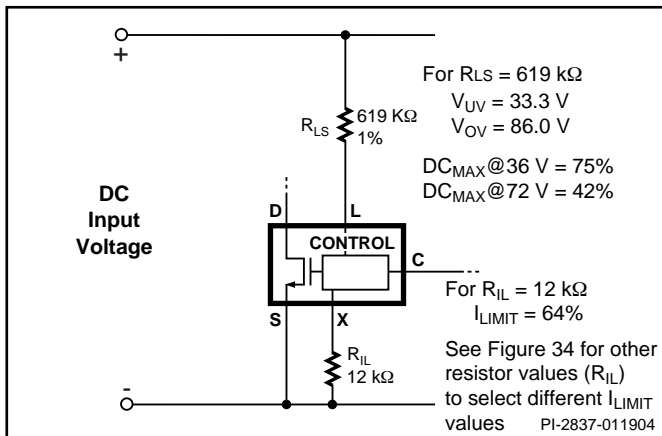 +
For RLS = 619 kΩ
VUV = 33.3 V
VOV = 86.0 V
DCMAX@36 V = 75%
DCMAX@72 V = 42%
RLS
619 KΩ
1%
DC
Input
Voltage
D
L
CONTROL
C
S
X
For RIL = 12 kΩ
ILIMIT = 64%
RIL
12 kΩ
See Figure 34 for other
resistor values (RIL)
to select different ILIMIT
values
PI-2837-011904
-